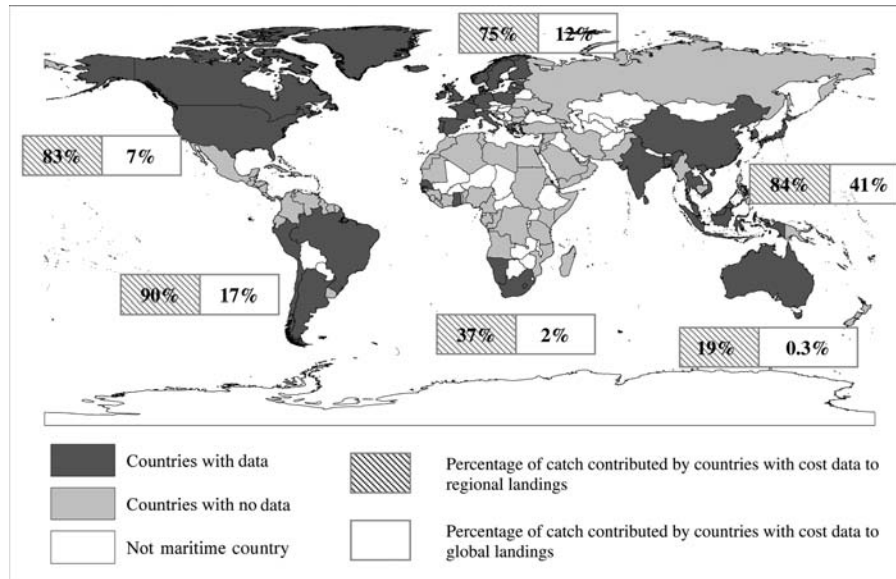 75% 12%
83% 7%
84% 41%
90% 17%
37% 2%
19% 0.3%
Countries with data
Countries with no data
Not maritime country
Percentage of catch contributed by countries with cost data to
regional landings
Percentage of catch contributed by countries with cost data to
global landings